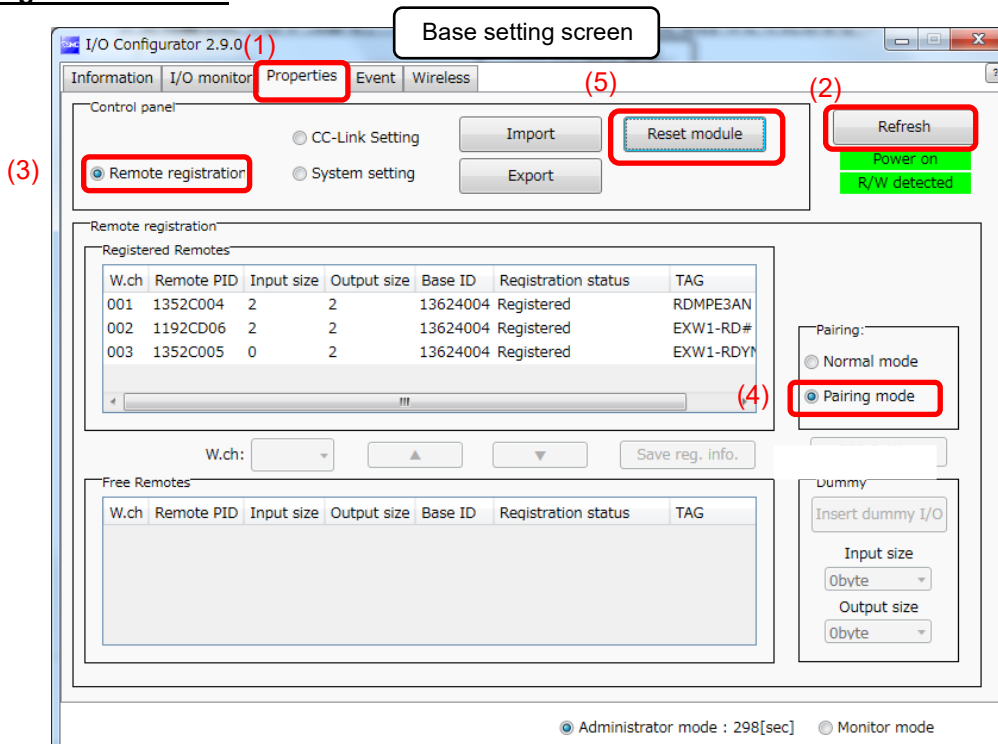 Base setting screen
I/O Configurator 2.9.0
(1)
Information I/O monitor Properties Event Wireless
(5)
(2)
Control panel
CC-Link Setting Import Reset module Refresh
Power on
(3)
Remote registration System setting Export R/W detected
Remote registration
Registered Remotes
W.ch Remote PID Input size Output size Base ID Registration status TAG
001 1352C004 2 2 13624004 Registered RDMPE3AN
002 1192CD06 2 2 13624004 Registered EXW1-RD#
003 1352C005 0 2 13624004 Registered
Pairing:
Normal mode
(4)
Pairing mode
W.ch: ▲ ▼ Save reg. info.
Free Remotes
Dummy
W.ch Remote PID Input size Output size Base ID Registration status TAG
Insert dummy I/O
Input size
0byte
Output size
0byte
Administrator mode : 298[sec] Monitor mode